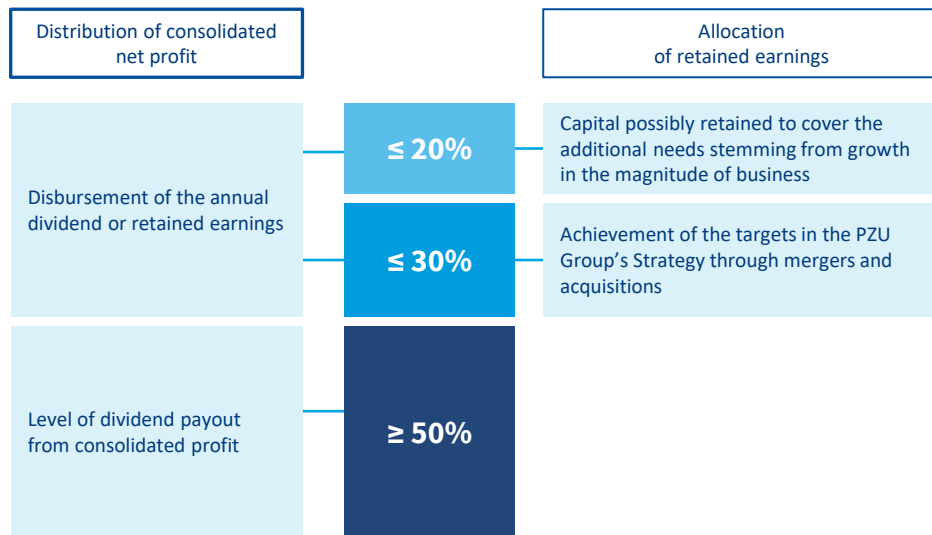 Distribution of consolidated
net profit
Allocation
of retained earnings
Disbursement of the annual
dividend or retained earnings
≤ 20%
Capital possibly retained to cover the
additional needs stemming from growth
in the magnitude of business
≤ 30%
Achievement of the targets in the PZU
Group’s Strategy through mergers and
acquisitions
Level of dividend payout
from consolidated profit
≥ 50%